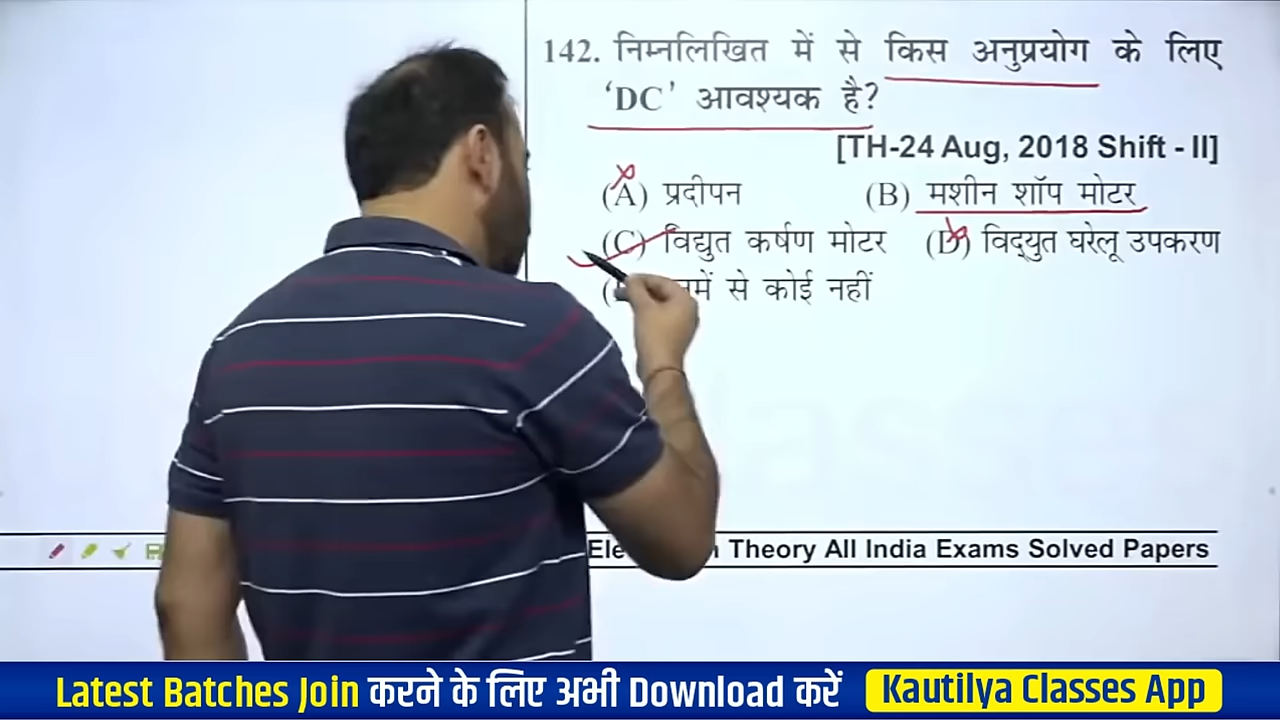 142. निम्नलिखित में से किस अनुप्रयोग के लिए
‘DC’ आवश्यक है?
[TH-24 Aug, 2018 Shift - II]
(A) प्रदीपन (B) मशीन शॉप मोटर
(C) विद्युत कर्षण मोटर (D) विद्युत घरेलू उपकरण
से कोई नहीं
Theory All India Exams Solved Papers
Latest Batches Join करने के लिए अभी Download करें Kautilya Classes App